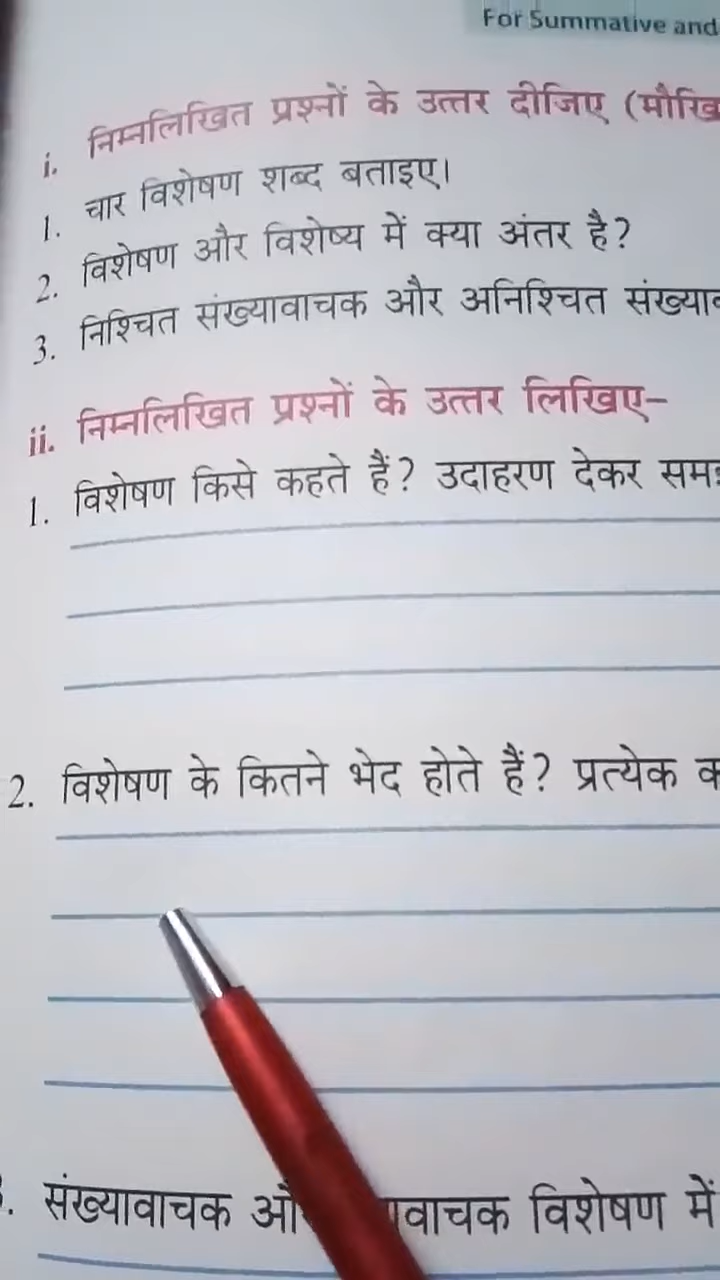 For Summative and
i. निम्नलिखित प्रश्नों के उत्तर दीजिए (मौखि
1. चार विशेषण शब्द बताइए।
2. विशेषण और विशेष्य में क्या अंतर है?
3. निश्चित संख्यावाचक और अनिश्चित
ii. निम्नलिखित प्रश्नों के उत्तर लिखिए–
1. विशेषण किसे कहते हैं? उदाहरण देकर
2. विशेषण के कितने भेद होते हैं? प्रत्येक
संख्यावाचक विशेषण में